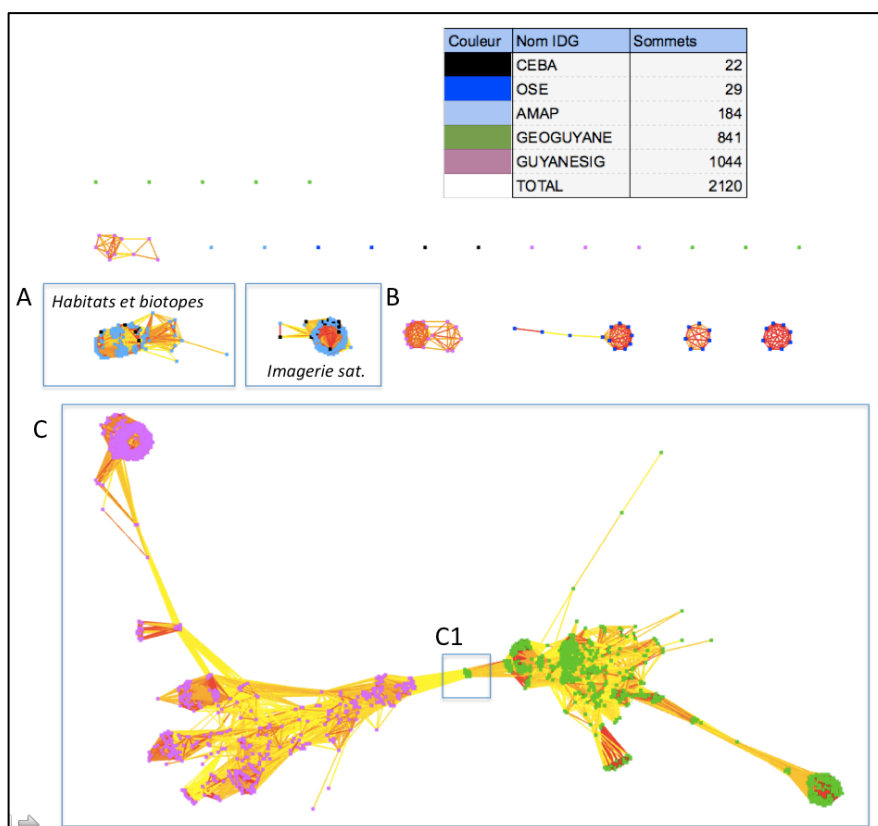 Couleur Nom IDG Sommets
CEBA 22
OSE 29
AMAP 184
GEOGUYANE 841
GUYANESIG 1044
TOTAL 2120
A
Habitats et biotopes
Imagerie sat.
B
C
C1